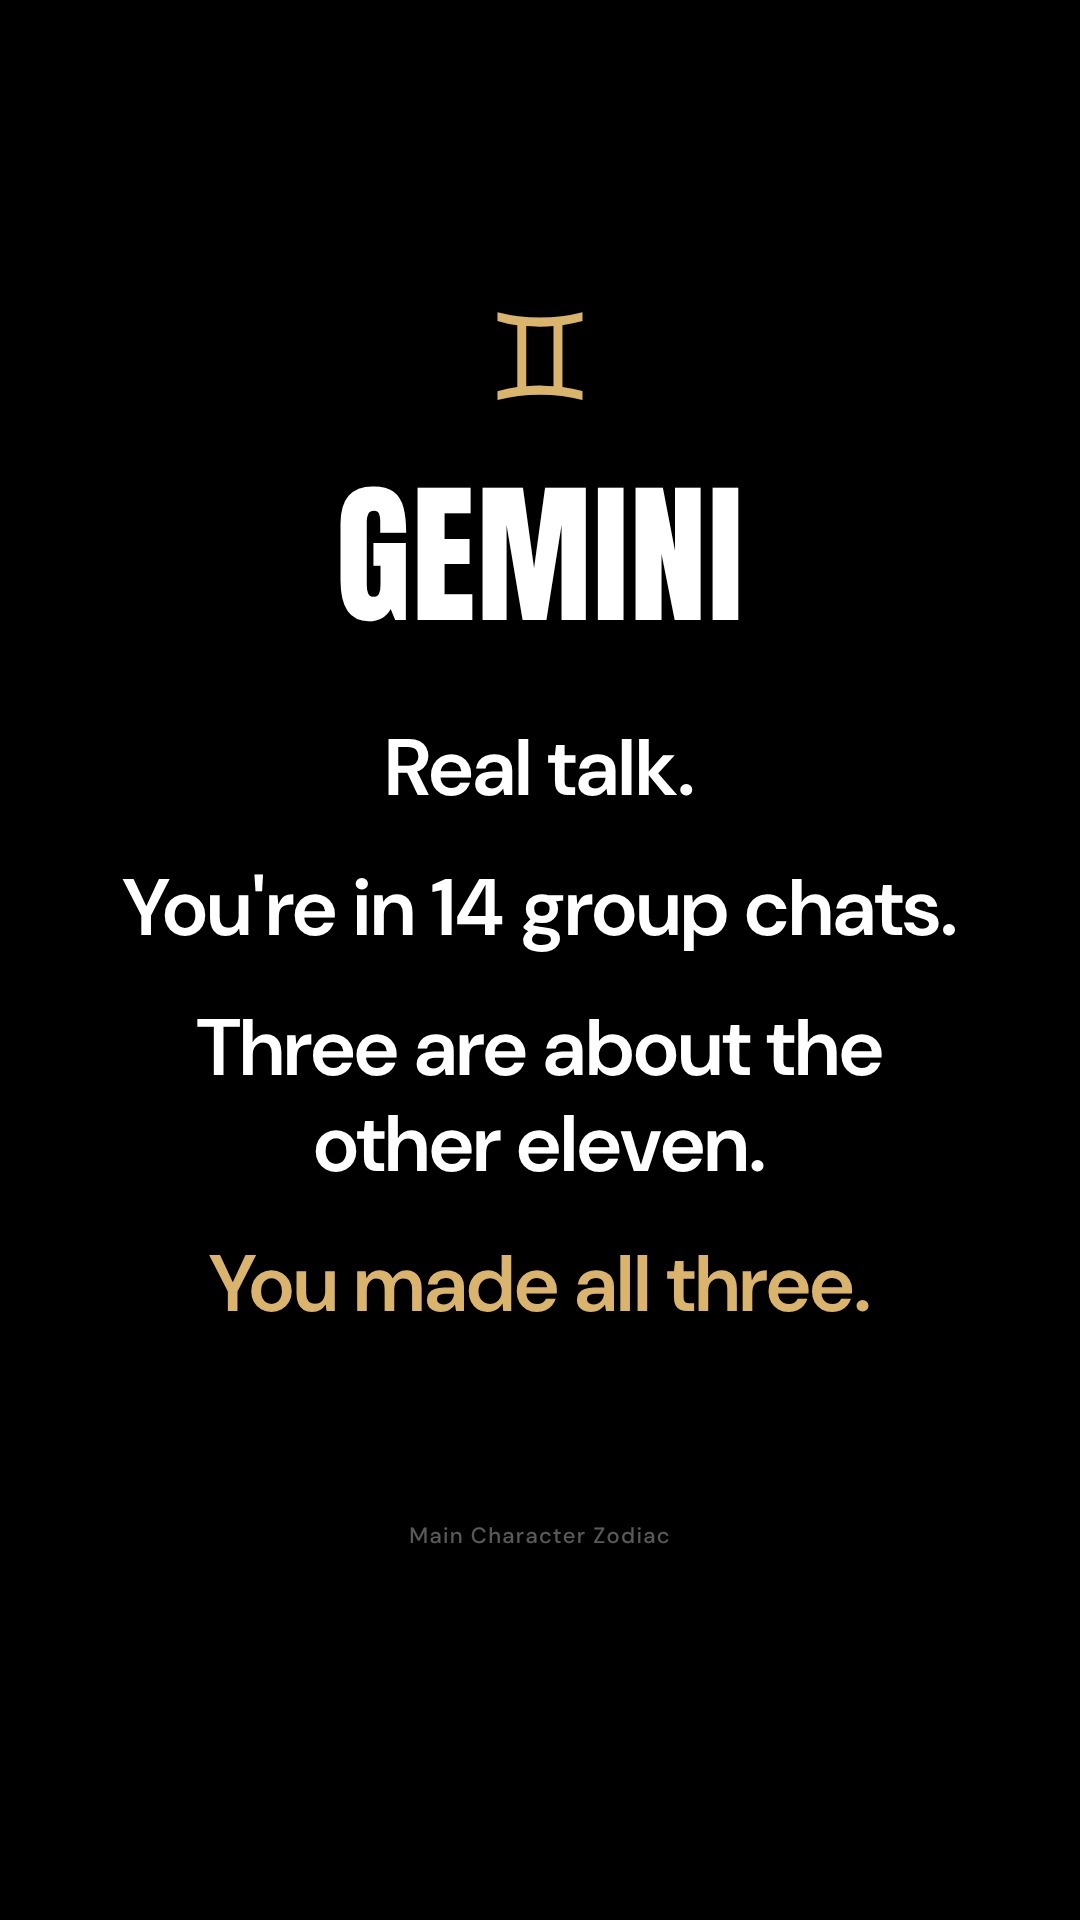 ♊
GEMINI
Real talk.
You're in 14 group chats.
Three are about the
other eleven.
You made all three.
Main Character Zodiac